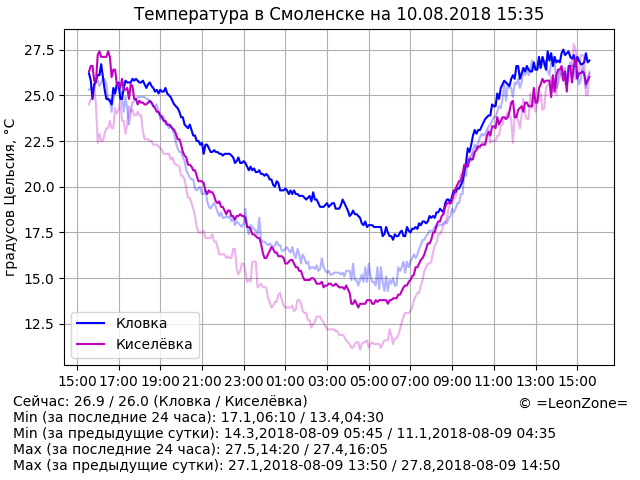 Температура в Смоленске на 10.08.2018 15:35
градусов Цельсия, °C
27.5
25.0
22.5
20.0
17.5
15.0
12.5
Кловка
Киселёвка
15:00 17:00 19:00 21:00 23:00 01:00 03:00 05:00 07:00 09:00 11:00 13:00 15:00
Сейчас: 26.9 / 26.0 (Кловка / Киселёвка)
© =LeonZone=
Min (за последние 24 часа): 17.1,06:10 / 13.4,04:30
Min (за предыдущие сутки): 14.3,2018-08-09 05:45 / 11.1,2018-08-09 04:35
Max (за последние 24 часа): 27.5,14:20 / 27.4,16:05
Max (за предыдущие сутки): 27.1,2018-08-09 13:50 / 27.8,2018-08-09 14:50